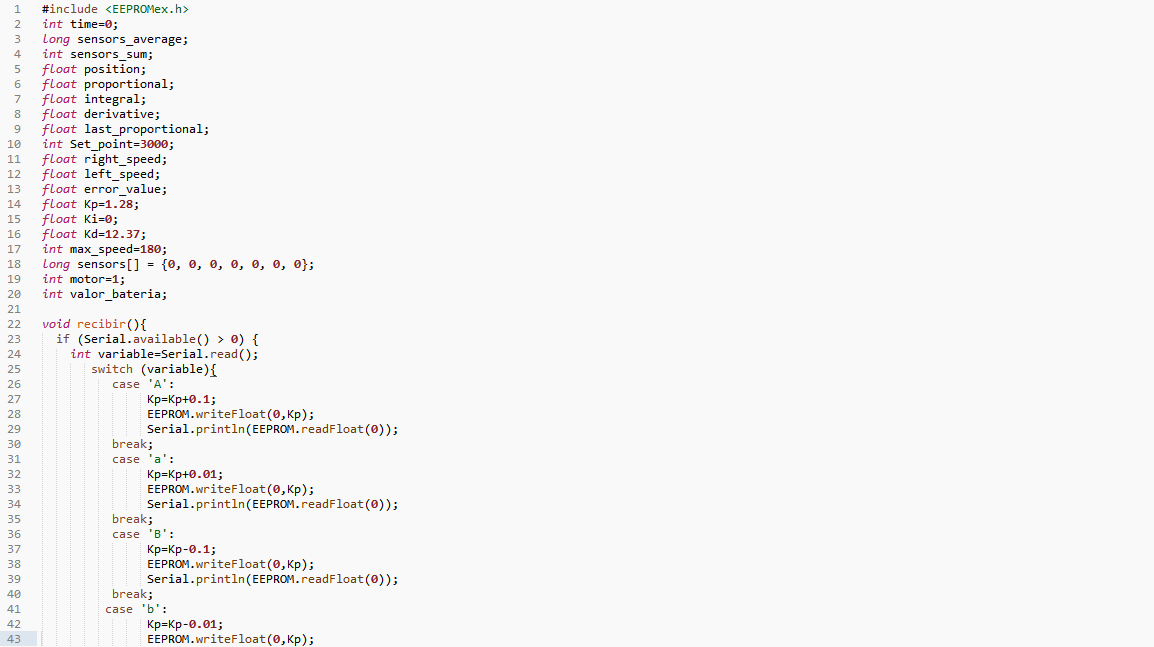 1 #include <EEPROMex.h>
2 int time=0;
3 long sensors_average;
4 int sensors_sum;
5 float position;
6 float proportional;
7 float integral;
8 float derivative;
9 float last_proportional;
10 int Set_point=3000;
11 float right_speed;
12 float left_speed;
13 float error_value;
14 float Kp=1.28;
15 float Ki=0;
16 float Kd=12.37;
17 int max_speed=180;
18 long sensors[] = {0, 0, 0, 0, 0, 0, 0};
19 int motor=1;
20 int valor_bateria;
21
22 void recibir(){
23   if (Serial.available() > 0) {
24     int variable=Serial.read();
25        switch (variable){
26           case 'A':
27                Kp=Kp+0.1;
28                EEPROM.writeFloat(0,Kp);
29                Serial.println(EEPROM.readFloat(0));
30           break;
31           case 'a':
32                Kp=Kp+0.01;
33                EEPROM.writeFloat(0,Kp);
34                Serial.println(EEPROM.readFloat(0));
35           break;
36           case 'B':
37                Kp=Kp-0.1;
38                EEPROM.writeFloat(0,Kp);
39                Serial.println(EEPROM.readFloat(0));
40           break;
41          case 'b':
42                Kp=Kp-0.01;
43                EEPROM.writeFloat(0,Kp);